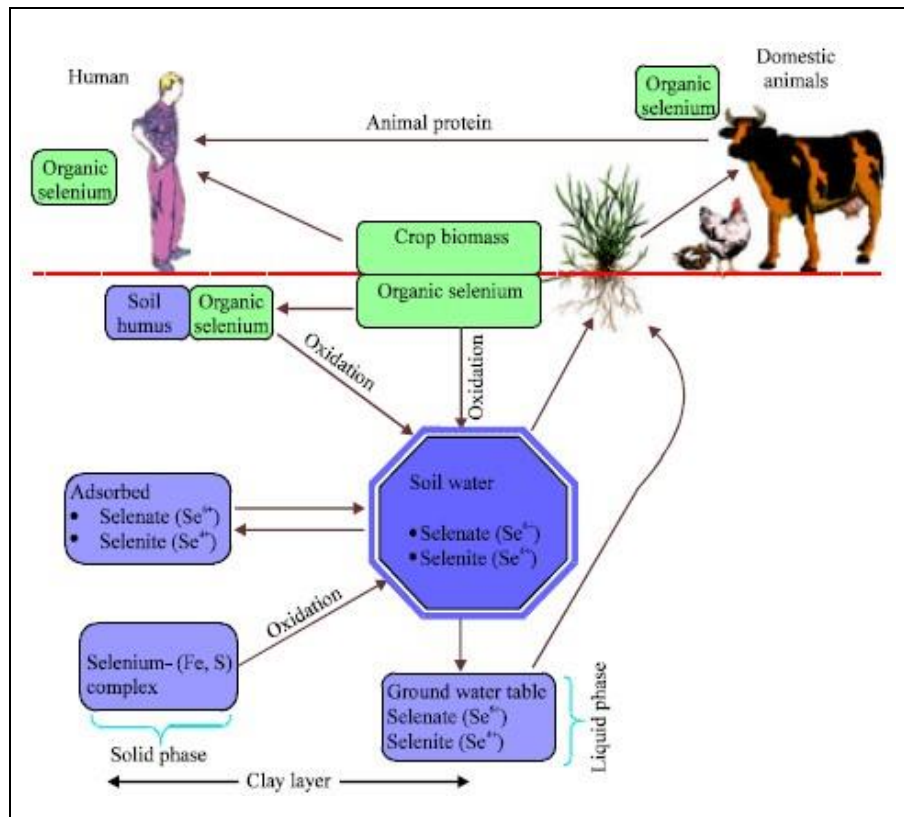 Human
Domestic
animals
Organic
selenium
Animal protein
Organic
selenium
Crop biomass
Organic selenium
Soil
humus
Organic
selenium
Oxidation
Oxidation
Soil water
• Selenate (Se⁶⁺)
• Selenite (Se⁴⁺)
Adsorbed
• Selenate (Se⁶⁺)
• Selenite (Se⁴⁺)
Oxidation
Selenium– (Fe, S)
complex
Ground water table
Selenate (Se⁶⁺)
Selenite (Se⁴⁺)
Liquid phase
Solid phase
Clay layer